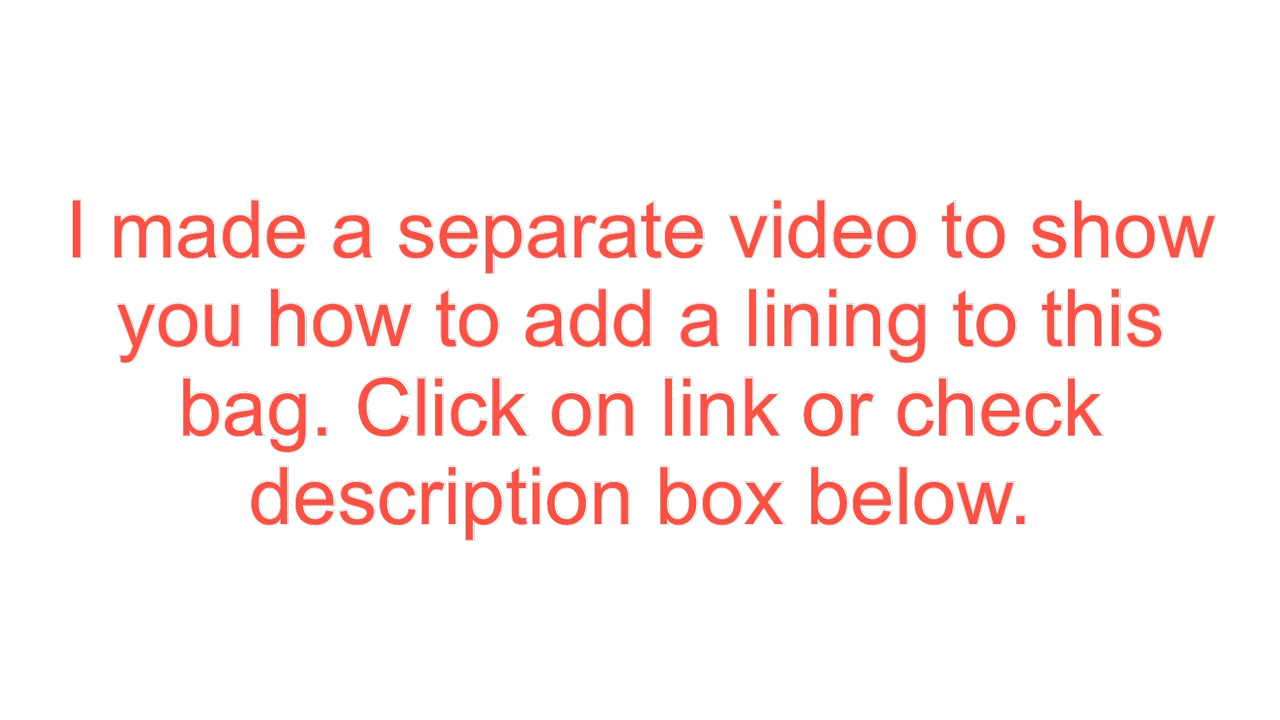 I made a separate video to show
you how to add a lining to this
bag. Click on link or check
description box below.